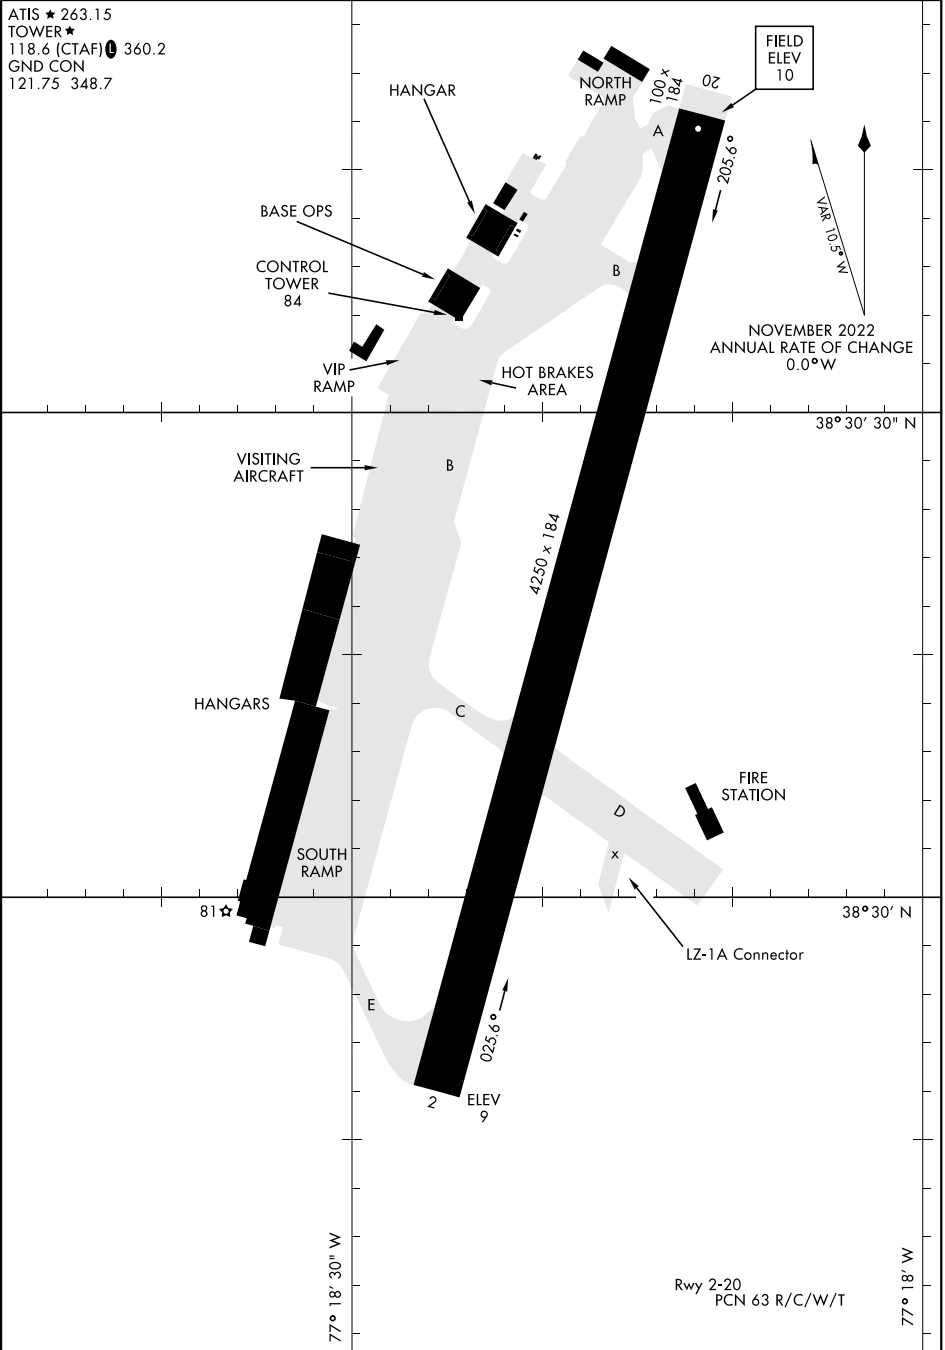 ATIS ★ 263.15
TOWER ★
118.6 (CTAF) L 360.2
GND CON
121.75 348.7
FIELD
ELEV
10
NORTH
RAMP
100 x
184
20
HANGAR
A
205.6°
VAR 10.5° W
BASE OPS
CONTROL
TOWER
84
B
NOVEMBER 2022
ANNUAL RATE OF CHANGE
0.0° W
VIP
RAMP
HOT BRAKES
AREA
38° 30' 30" N
VISITING
AIRCRAFT
B
4250 x 184
HANGARS
C
FIRE
STATION
D
x
SOUTH
RAMP
81
38° 30' N
LZ-1A Connector
E
025.6°
2
ELEV
9
77° 18' 30" W
77° 18' W
Rwy 2-20
PCN 63 R/C/W/T